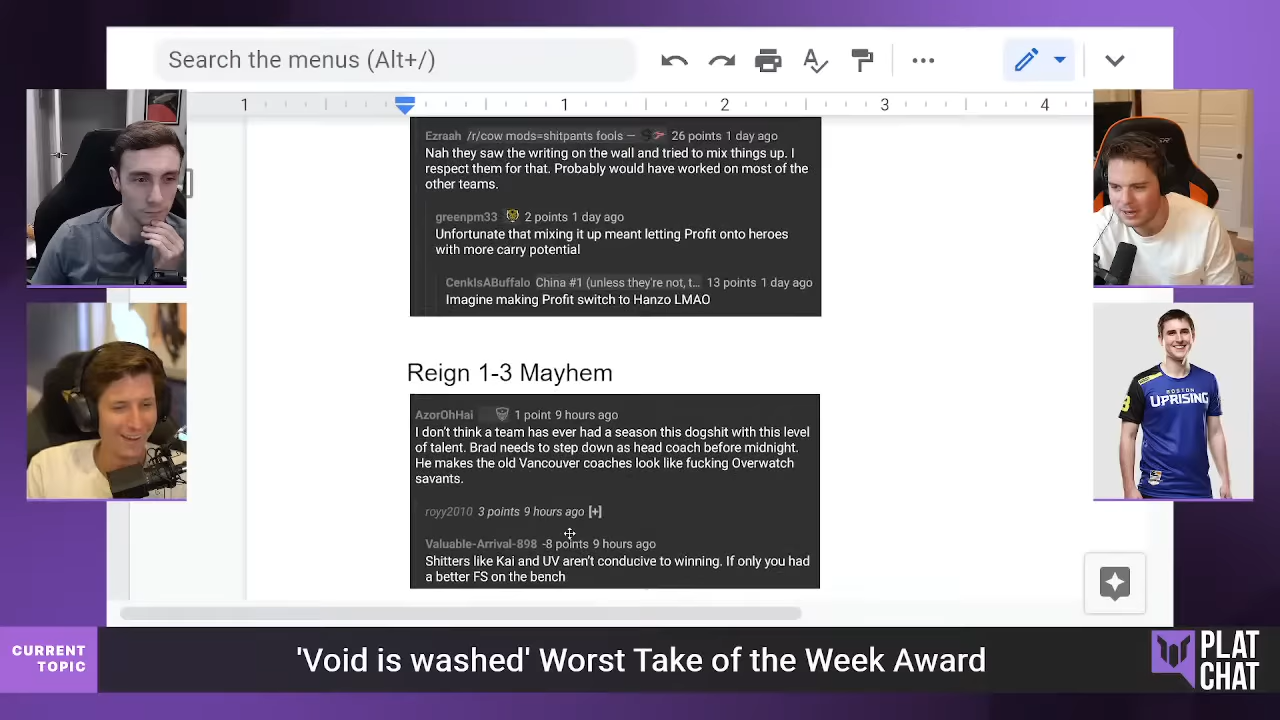 Search the menus (Alt+/)
1 1 2 3 4
Ezraah /r/cow mods=shitpants fools — 26 points 1 day ago
Nah they saw the writing on the wall and tried to mix things up. I
respect them for that. Probably would have worked on most of the
other teams.
greenpm33 2 points 1 day ago
Unfortunate that mixing it up meant letting Profit onto heroes
with more carry potential
CenkIsABuffalo China #1 (unless they're not, t... 13 points 1 day ago
Imagine making Profit switch to Hanzo LMAO
Reign 1-3 Mayhem
AzorOhHai 1 point 9 hours ago
I don't think a team has ever had a season this dogshit with this level
of talent. Brad needs to step down as head coach before midnight.
He makes the old Vancouver coaches look like fucking Overwatch
savants.
royy2010 3 points 9 hours ago [+]
Valuable-Arrival-898 -8 points 9 hours ago
Shitters like Kai and UV aren't conducive to winning. If only you had
a better FS on the bench
BOSTON
UPRISING
CURRENT
TOPIC
'Void is washed' Worst Take of the Week Award
PLAT
CHAT